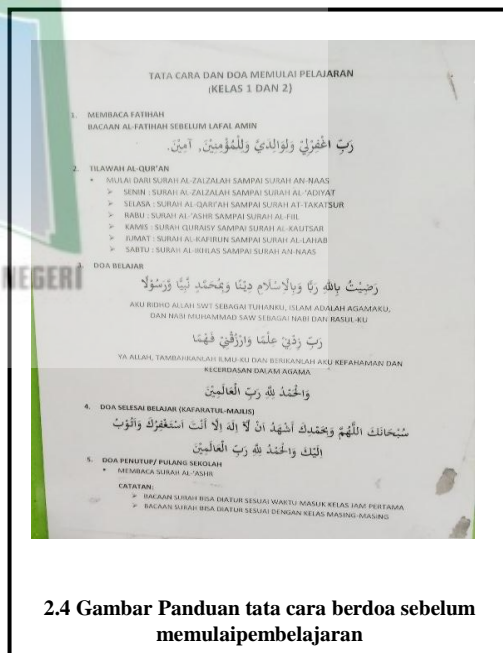 TATA CARA DAN DOA MEMULAI PELAJARAN
(KELAS 1 DAN 2)
1. MEMBACA FATIHAH
BACAAN AL-FATIHAH SEBELUM LAFAL AMIN
رَبِّ اغْفِرْلِيْ وَلِوَالِدَيَّ وَلِلْمُؤْمِنِيْنَ, آمِيْنَ.
2. TILAWAH AL-QUR'AN
• MULAI DARI SURAH AL-ZALZALAH SAMPAI SURAH AN-NAAS
➢ SENIN : SURAH AL-ZALZALAH SAMPAI SURAH AL-'ADIYAT
➢ SELASA : SURAH AL-QARI'AH SAMPAI SURAH AT-TAKATSUR
➢ RABU : SURAH AL-'ASHR SAMPAI SURAH AL-FIIL
➢ KAMIS : SURAH QURAISY SAMPAI SURAH AL-KAUTSAR
➢ JUMAT : SURAH AL-KAFIRUN SAMPAI SURAH AL-LAHAB
➢ SABTU : SURAH AL-IKHLAS SAMPAI SURAH AN-NAAS
NEGERI
3. DOA BELAJAR
رَضِيْتُ بِاللهِ رَبًّا وَبِالْاِسْلَامِ دِيْنًا وَبِمُحَمَّدٍ نَبِيًّا وَرَسُوْلًا
AKU RIDHO ALLAH SWT SEBAGAI TUHANKU, ISLAM ADALAH AGAMAKU,
DAN NABI MUHAMMAD SAW SEBAGAI NABI DAN RASUL-KU
رَبِّ زِدْنِيْ عِلْمًا وَارْزُقْنِيْ فَهْمًا
YA ALLAH, TAMBAHKANLAH ILMU-KU DAN BERIKANLAH AKU KEFAHAMAN DAN
KECERDASAN DALAM AGAMA
وَالْحَمْدُ لِلّٰهِ رَبِّ الْعَالَمِيْنَ
4. DOA SELESAI BELAJAR (KAFARATUL-MAJLIS)
سُبْحَانَكَ اللّٰهُمَّ وَبِحَمْدِكَ اَشْهَدُ اَنْ لَّا اِلٰهَ اِلَّا اَنْتَ اَسْتَغْفِرُكَ وَاَتُوْبُ
اِلَيْكَ وَالْحَمْدُ لِلّٰهِ رَبِّ الْعَالَمِيْنَ
5. DOA PENUTUP/ PULANG SEKOLAH
• MEMBACA SURAH AL-'ASHR
CATATAN:
➢ BACAAN SURAH BISA DIATUR SESUAI WAKTU MASUK KELAS JAM PERTAMA
➢ BACAAN SURAH BISA DIATUR SESUAI DENGAN KELAS MASING-MASING
2.4 Gambar Panduan tata cara berdoa sebelum
memulaipembelajaran